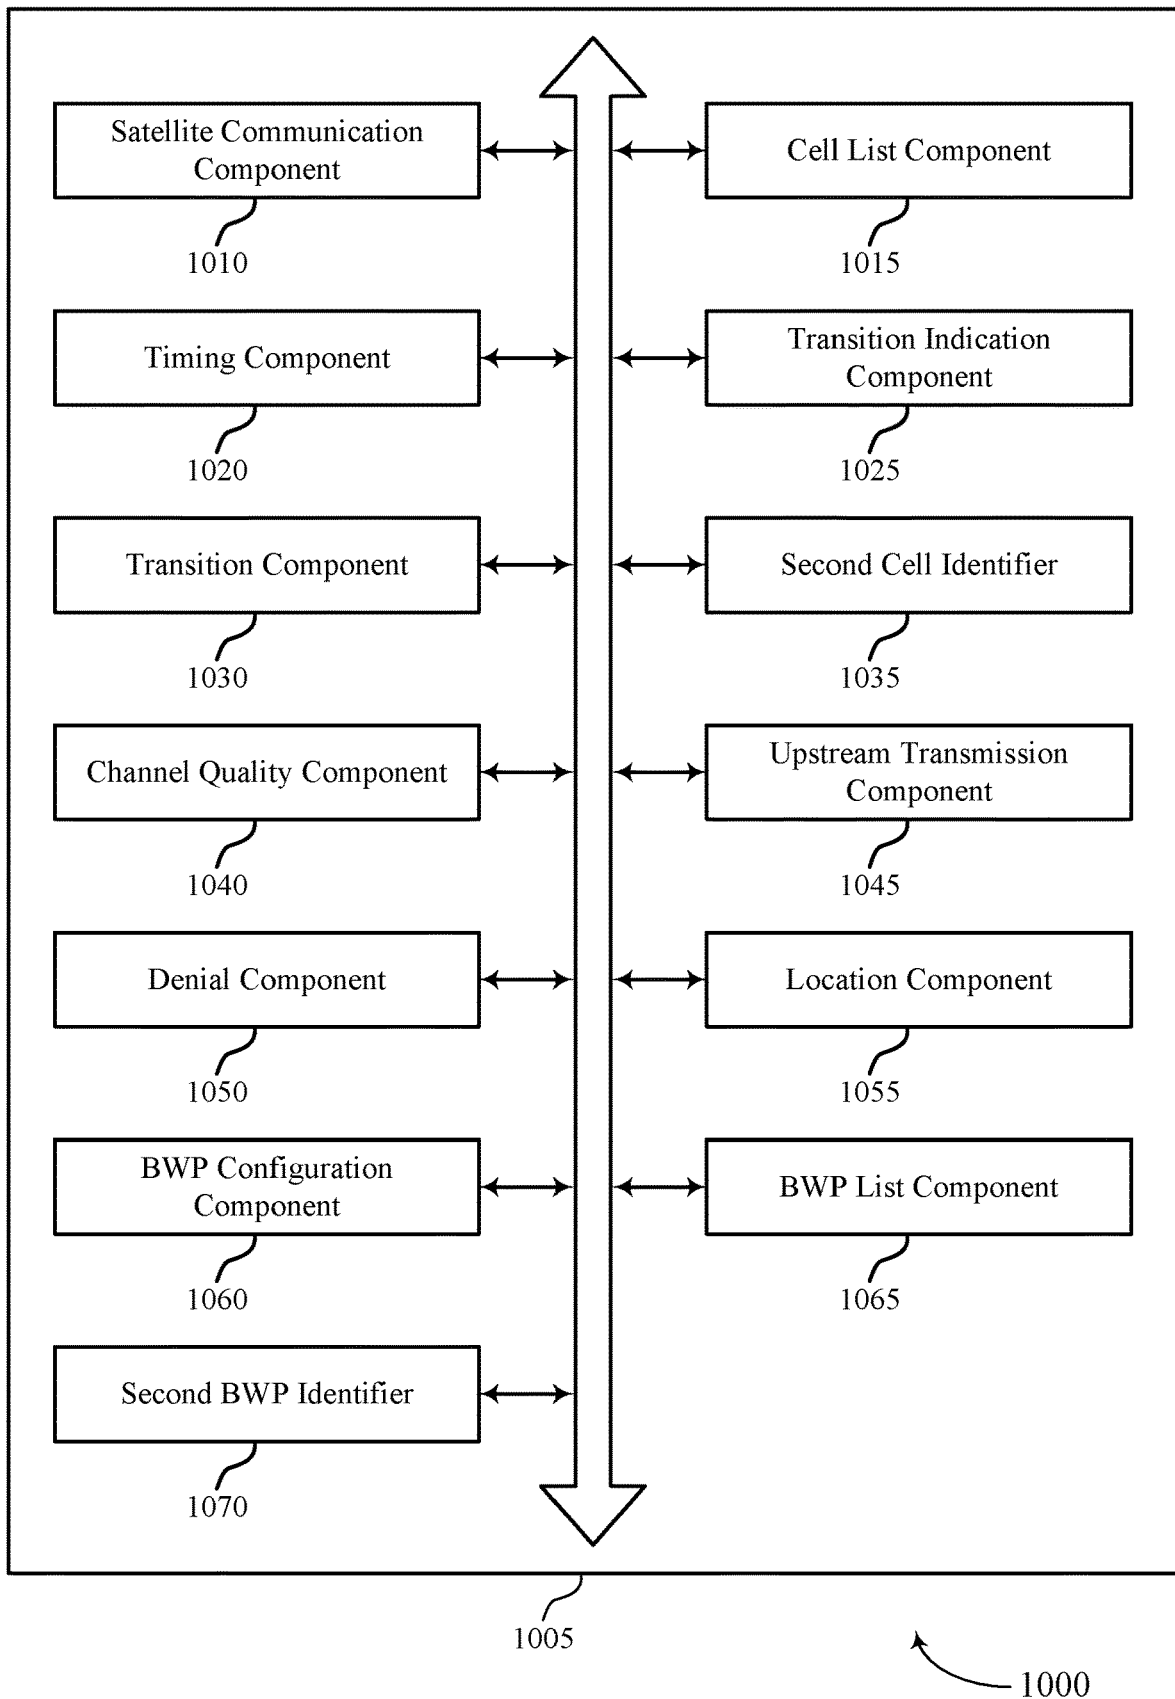 Satellite Communication
Component
1010
Cell List Component
1015
Timing Component
1020
Transition Indication
Component
1025
Transition Component
1030
Second Cell Identifier
1035
Channel Quality Component
1040
Upstream Transmission
Component
1045
Denial Component
1050
Location Component
1055
BWP Configuration
Component
1060
BWP List Component
1065
Second BWP Identifier
1070
1005
1000